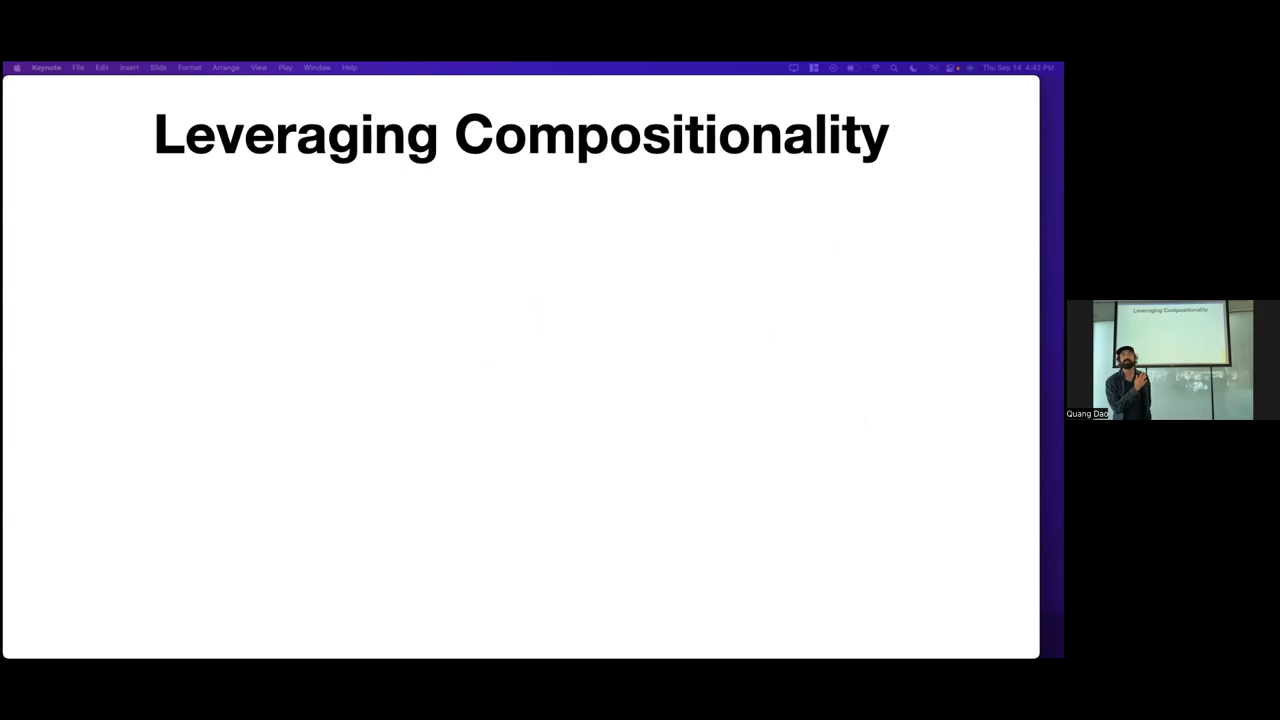 Keynote File Edit Insert Slide Format Arrange View Play Window Help Thu Sep 14 4:42 PM
Leveraging Compositionality
Leveraging Compositionality
Quang Dao